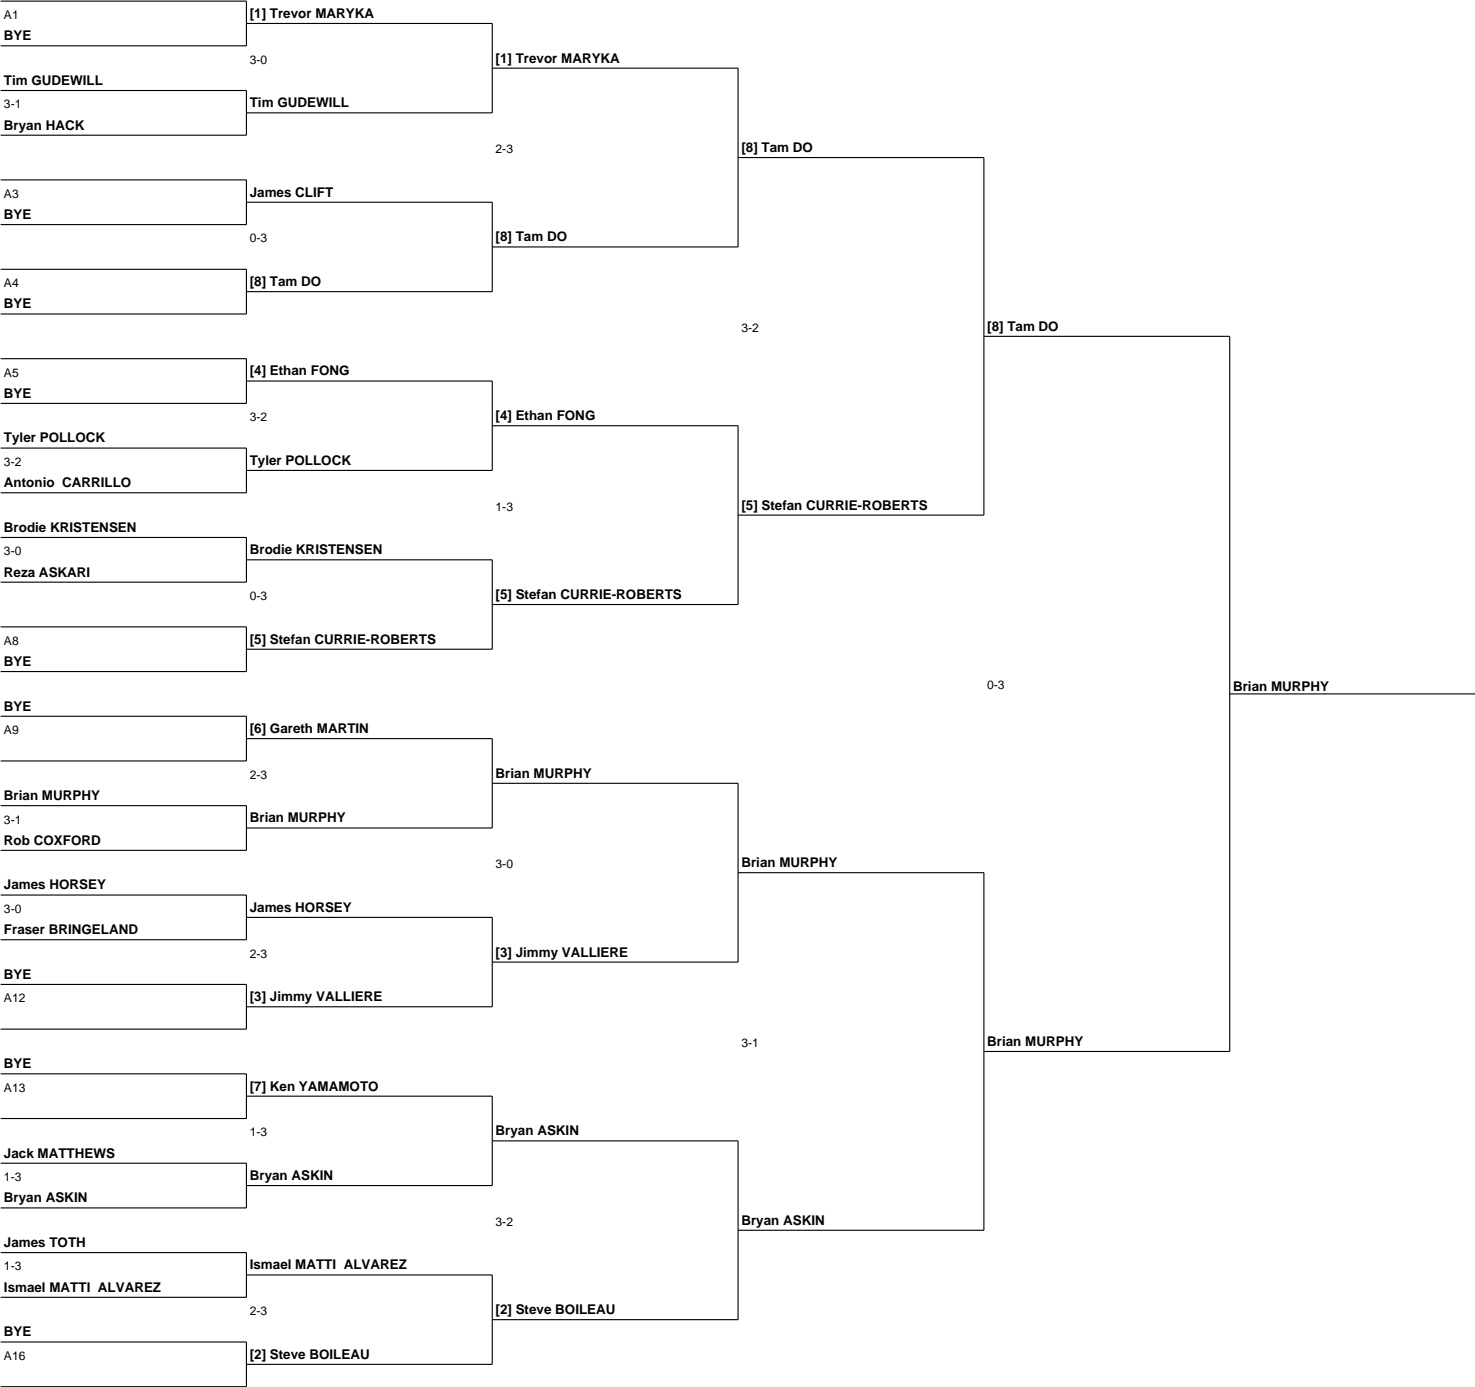 A1
BYE
[1] Trevor MARYKA
3-0
Tim GUDEWILL
3-1
Bryan HACK
Tim GUDEWILL
[1] Trevor MARYKA
2-3
A3
BYE
James CLIFT
0-3
A4
BYE
[8] Tam DO
[8] Tam DO
[8] Tam DO
3-2
A5
BYE
[4] Ethan FONG
3-2
Tyler POLLOCK
3-2
Antonio  CARRILLO
Tyler POLLOCK
[4] Ethan FONG
1-3
Brodie KRISTENSEN
3-0
Reza ASKARI
Brodie KRISTENSEN
0-3
A8
BYE
[5] Stefan CURRIE-ROBERTS
[5] Stefan CURRIE-ROBERTS
[5] Stefan CURRIE-ROBERTS
[8] Tam DO
0-3
BYE
A9
[6] Gareth MARTIN
2-3
Brian MURPHY
3-1
Rob COXFORD
Brian MURPHY
Brian MURPHY
3-0
James HORSEY
3-0
Fraser BRINGELAND
James HORSEY
2-3
BYE
A12
[3] Jimmy VALLIERE
[3] Jimmy VALLIERE
Brian MURPHY
3-1
BYE
A13
[7] Ken YAMAMOTO
1-3
Jack MATTHEWS
1-3
Bryan ASKIN
Bryan ASKIN
Bryan ASKIN
3-2
James TOTH
1-3
Ismael MATTI  ALVAREZ
Ismael MATTI  ALVAREZ
2-3
BYE
A16
[2] Steve BOILEAU
[2] Steve BOILEAU
Bryan ASKIN
Brian MURPHY
Brian MURPHY